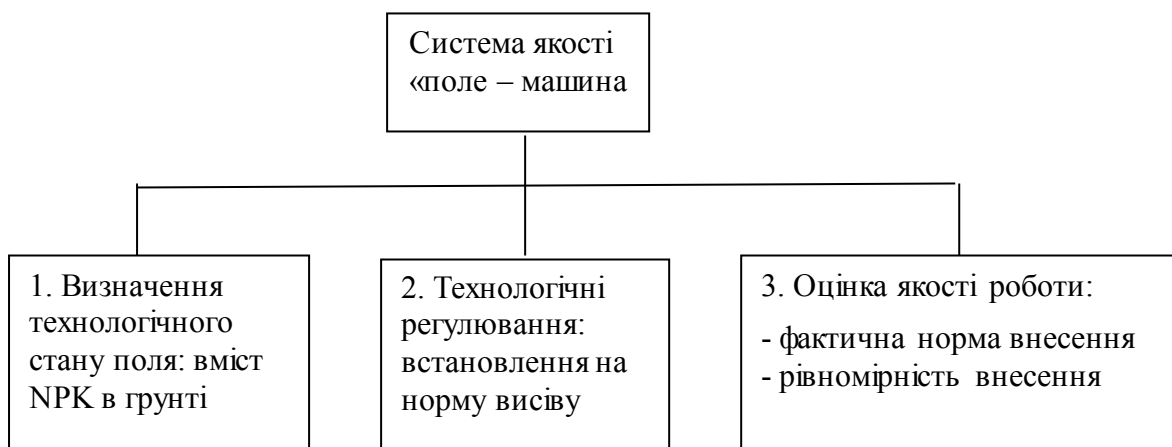 Система якості
«поле – машина
1. Визначення
технологічного
стану поля: вміст
NPK в грунті
2. Технологічні
регулювання:
встановлення на
норму висіву
3. Оцінка якості роботи:
- фактична норма внесення
- рівномірність внесення